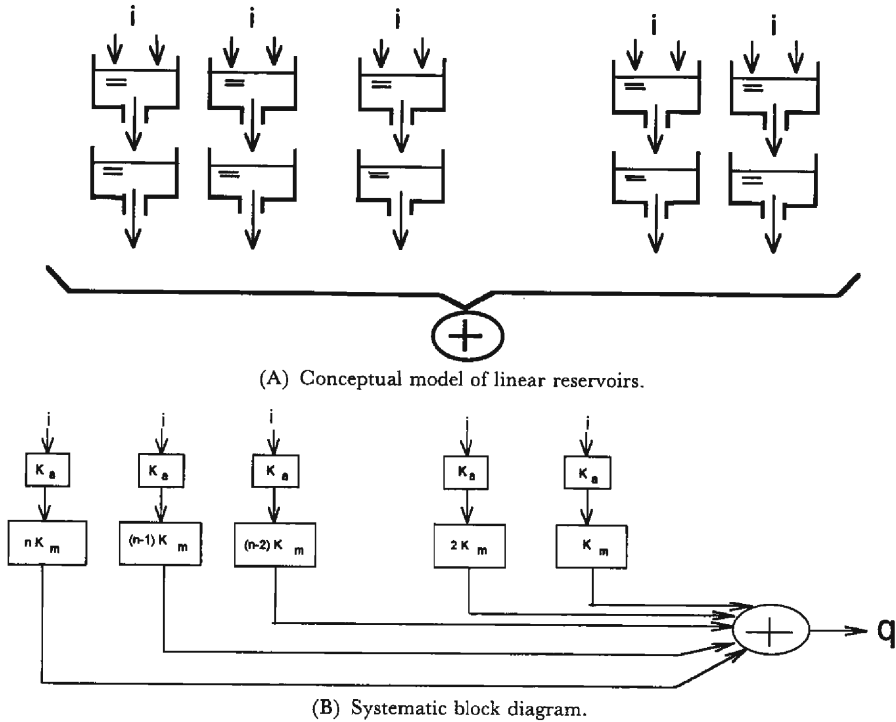 i i i i i
(A) Conceptual model of linear reservoirs.
i i i i i
K a K a K a K a K a
n K m (n-1) K m (n-2) K m 2 K m K m
q
(B) Systematic block diagram.